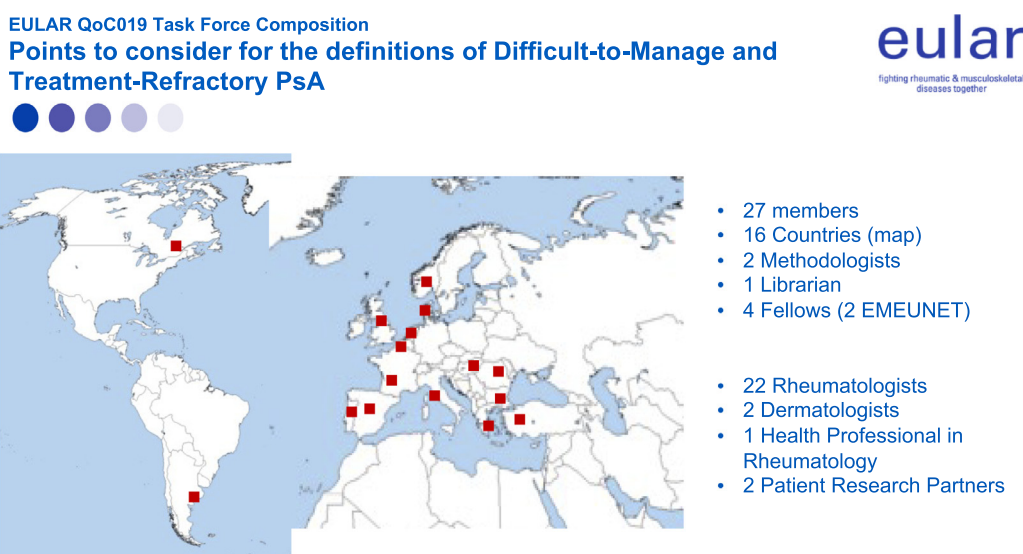 EULAR QoC019 Task Force Composition
Points to consider for the definitions of Difficult-to-Manage and
Treatment-Refractory PsA
eular
fighting rheumatic & musculoskeletal
diseases together
• 27 members
• 16 Countries (map)
• 2 Methodologists
• 1 Librarian
• 4 Fellows (2 EMEUNET)
• 22 Rheumatologists
• 2 Dermatologists
• 1 Health Professional in
Rheumatology
• 2 Patient Research Partners